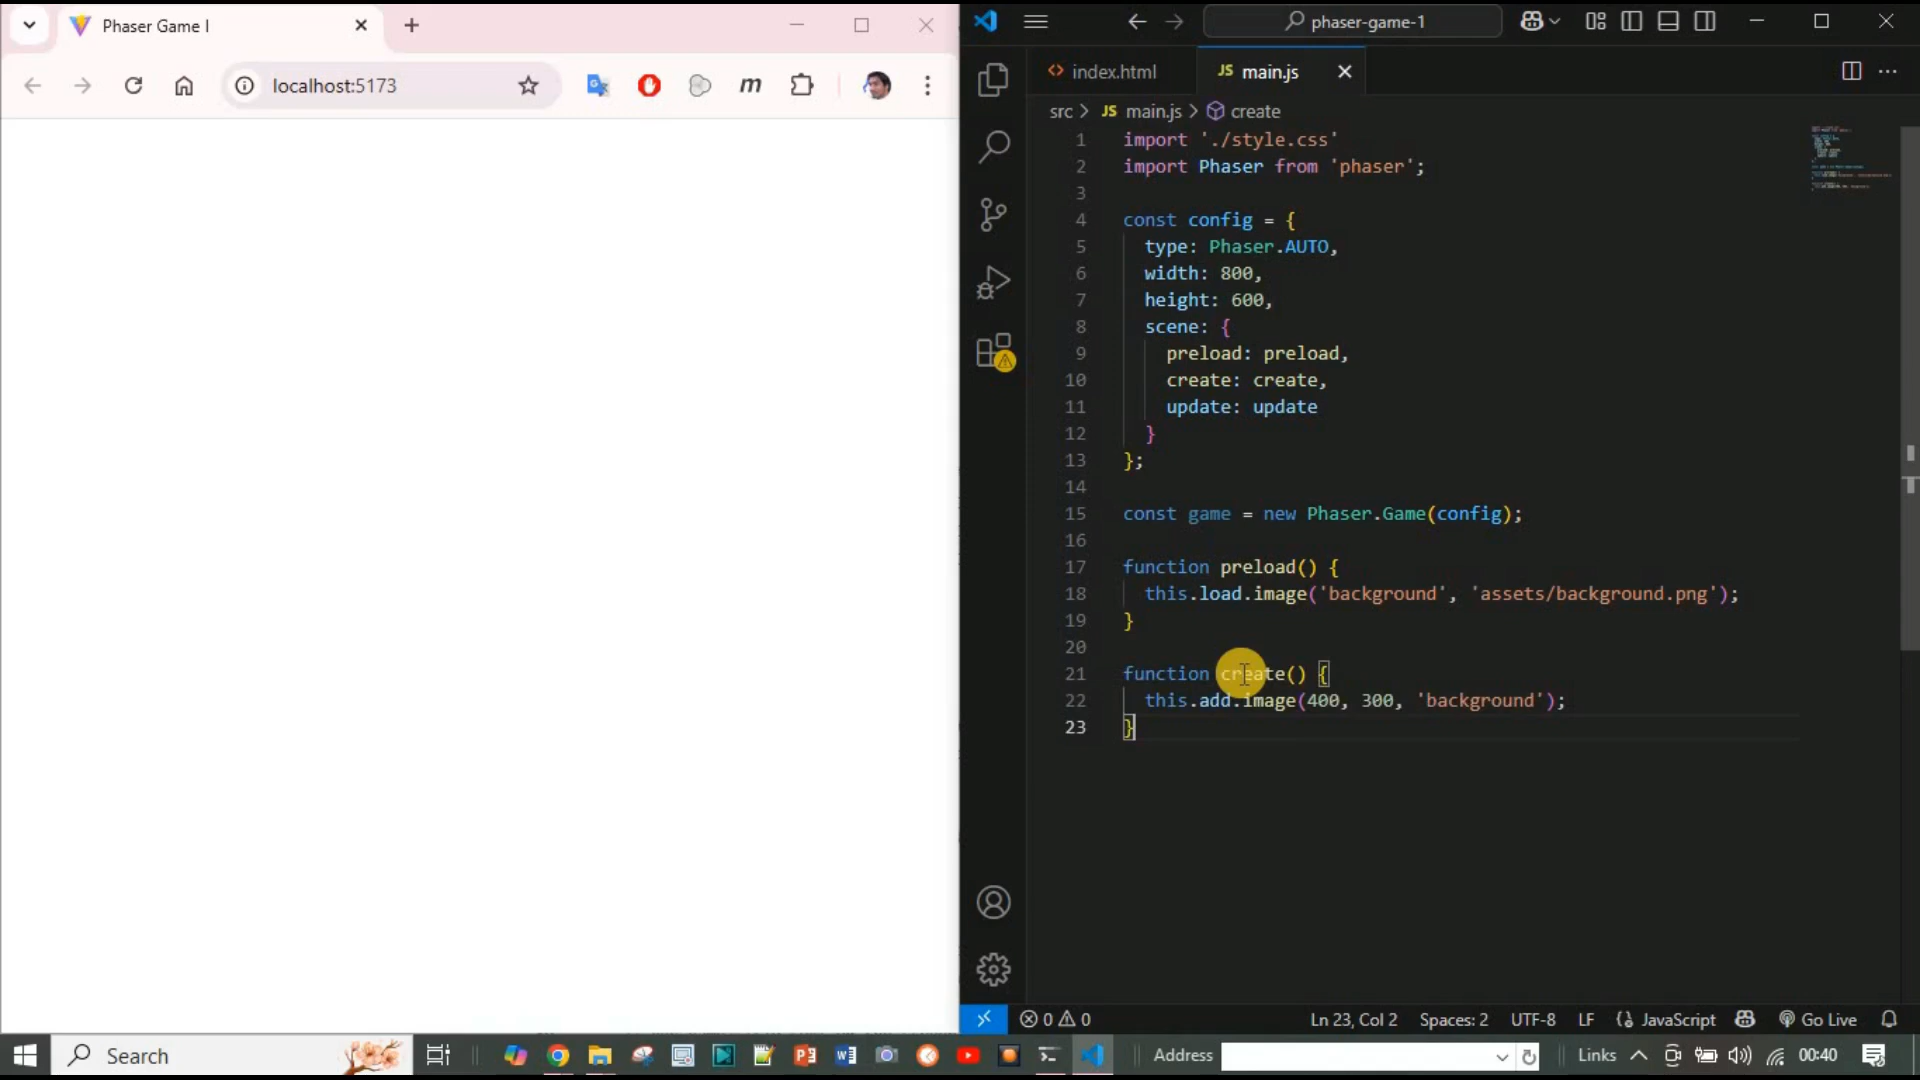 Phaser Game I
localhost:5173
m
phaser-game-1
index.html
JS main.js
src > JS main.js > create
1 import './style.css'
2 import Phaser from 'phaser';
3
4 const config = {
5 type: Phaser.AUTO,
6 width: 800,
7 height: 600,
8 scene: {
9 preload: preload,
10 create: create,
11 update: update
12 }
13 };
14
15 const game = new Phaser.Game(config);
16
17 function preload() {
18 this.load.image('background', 'assets/background.png');
19 }
20
21 function create() {
22 this.add.image(400, 300, 'background');
23 }
0 0 Ln 23, Col 2 Spaces: 2 UTF-8 LF {} JavaScript Go Live
Search Address Links 00:40